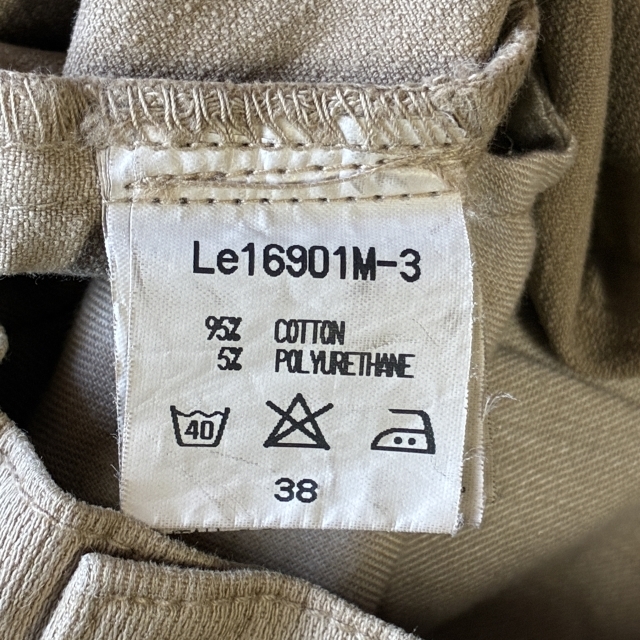 Le16901M-3
95% COTTON
5% POLYURETHANE
40
38